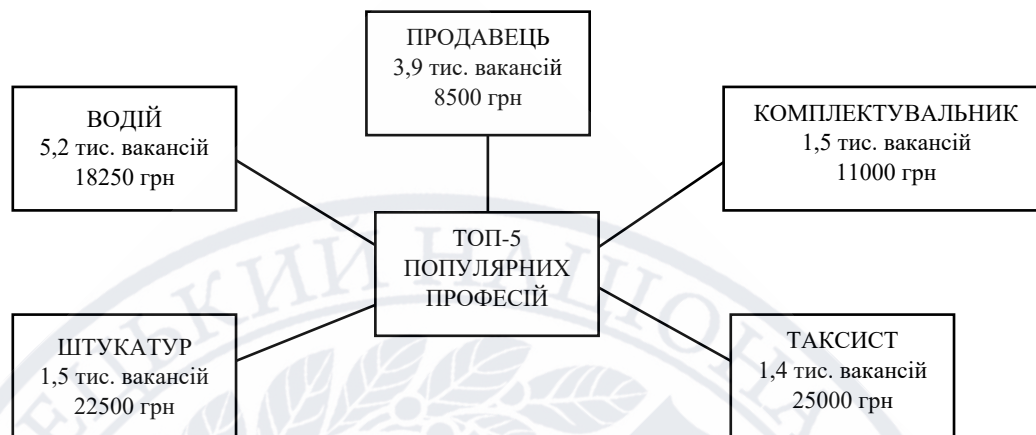 ПРОДАВЕЦЬ
3,9 тис. вакансій
8500 грн
ВОДІЙ
5,2 тис. вакансій
18250 грн
КОМПЛЕКТУВАЛЬНИК
1,5 тис. вакансій
11000 грн
ТОП-5
ПОПУЛЯРНИХ
ПРОФЕСІЙ
ШТУКАТУР
1,5 тис. вакансій
22500 грн
ТАКСИСТ
1,4 тис. вакансій
25000 грн